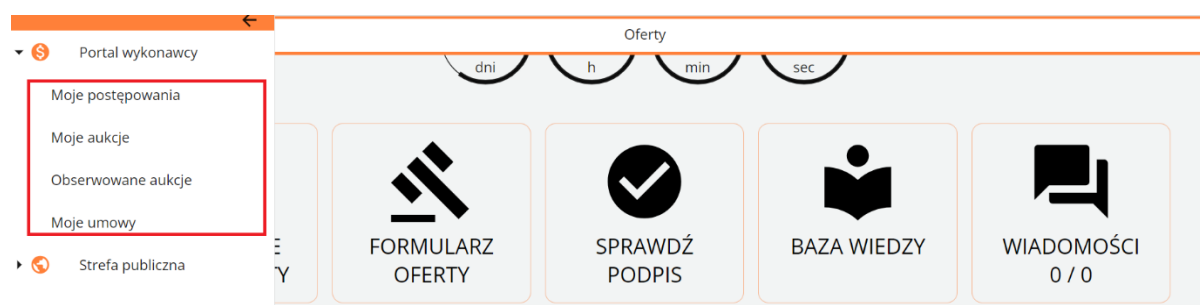 Portal wykonawcy
Moje postępowania
Moje aukcje
Obserwowane aukcje
Moje umowy
Strefa publiczna
Oferty
dni
h
min
sec
FORMULARZ
OFERTY
SPRAWDŹ
PODPIS
BAZA WIEDZY
WIADOMOŚCI
0 / 0